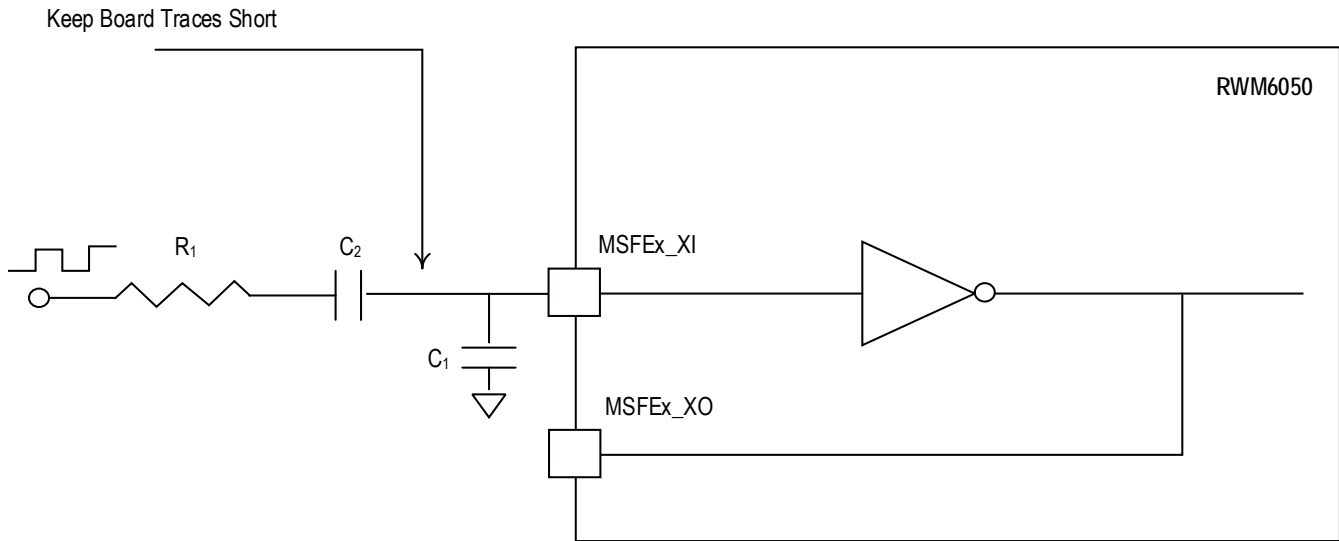 Keep Board Traces Short
RWM6050
MSFEx_XI
R₁
C₂
C₁
MSFEx_XO